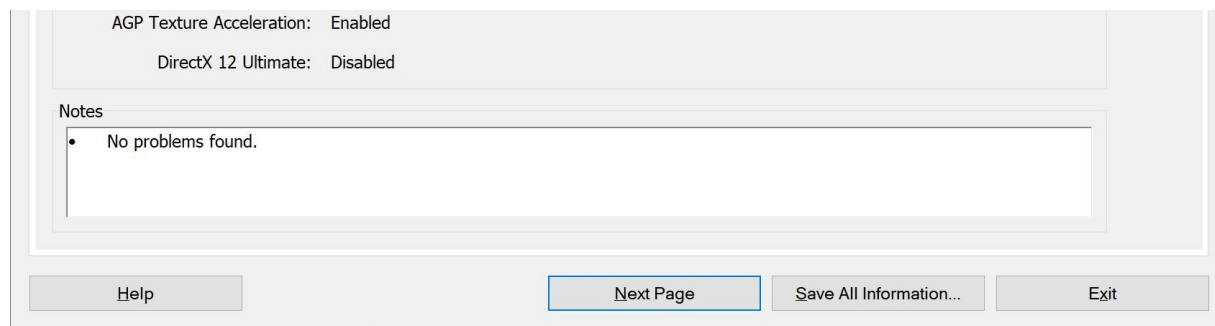 AGP Texture Acceleration: Enabled
DirectX 12 Ultimate: Disabled
Notes
• No problems found.
Help Next Page Save All Information... Exit